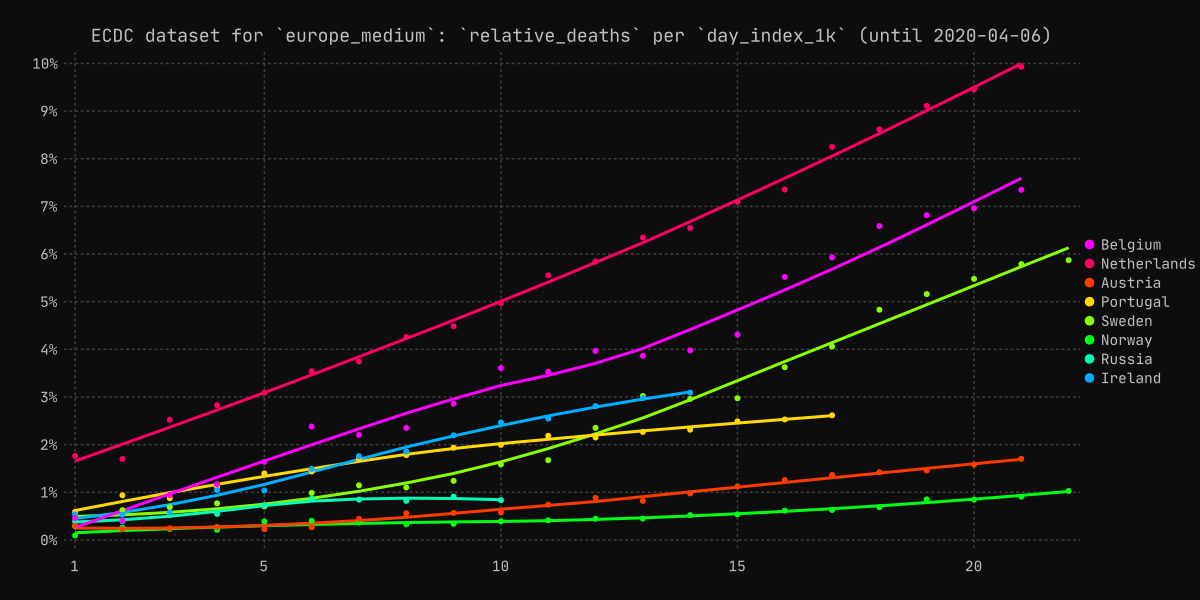 ECDC dataset for `europe_medium`: `relative_deaths` per `day_index_1k` (until 2020-04-06)
10%
9%
8%
7%
6%
5%
4%
3%
2%
1%
0%
1 5 10 15 20
Belgium
Netherlands
Austria
Portugal
Sweden
Norway
Russia
Ireland